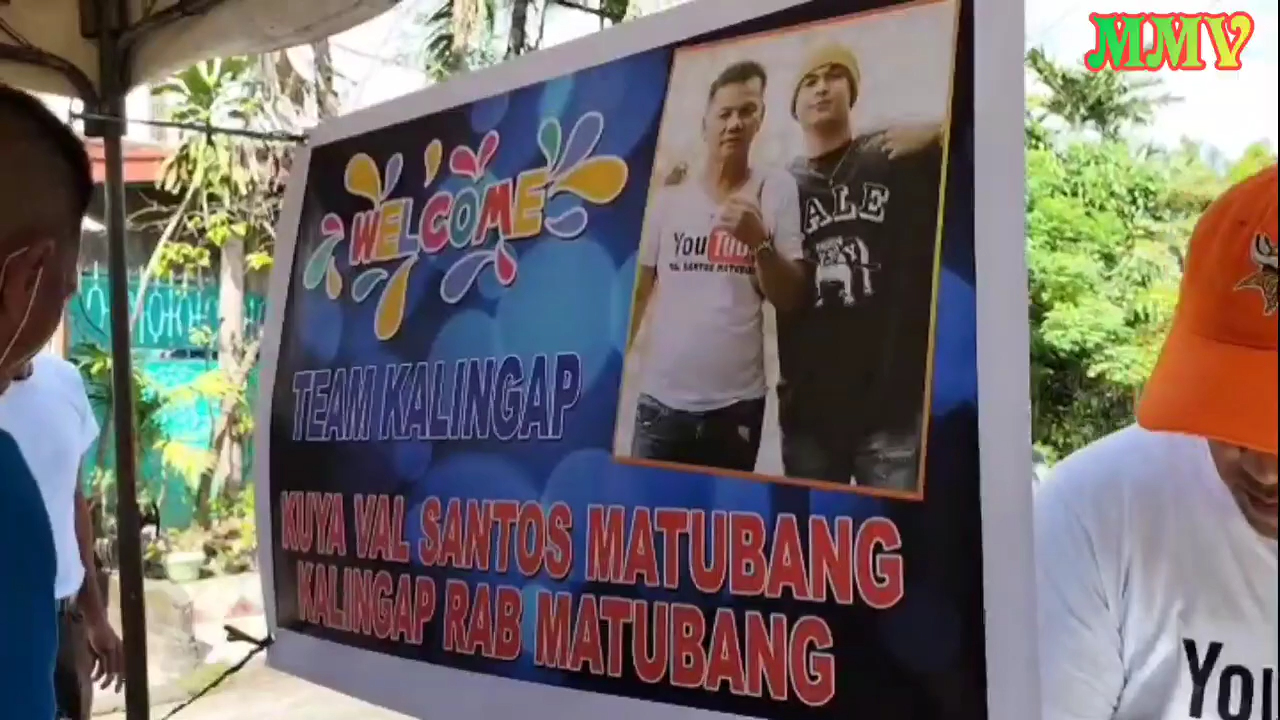 MMV
WELCOME
TEAM KALINGAP
KUYA VAL SANTOS MATUBANG
KALINGAP RAB MATUBANG
YouTube
VAL SANTOS MATUBANG
ALE
You